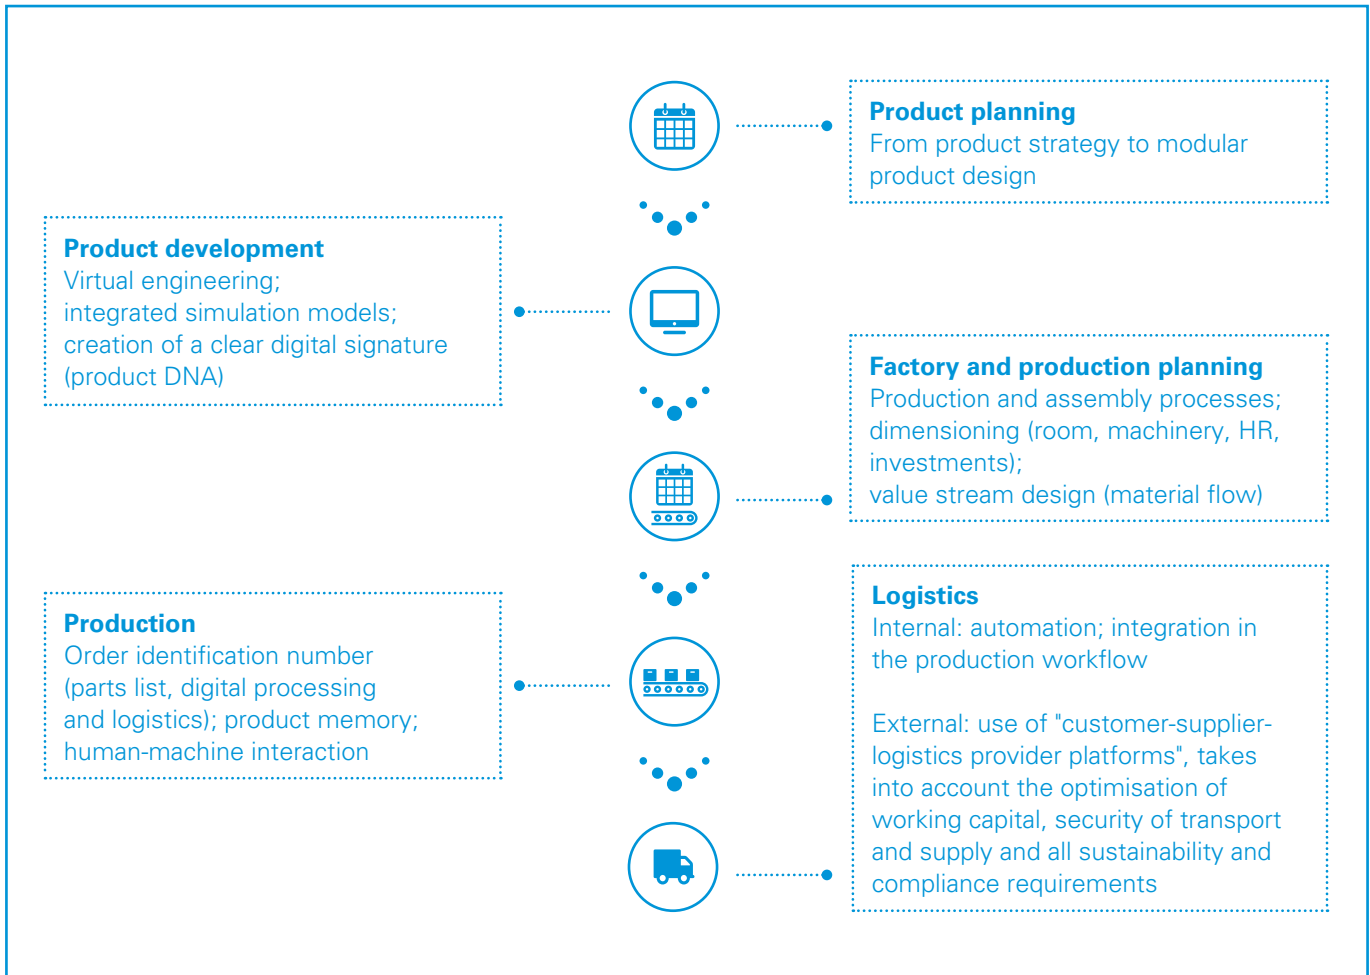 Product planning
From product strategy to modular
product design
Product development
Virtual engineering;
integrated simulation models;
creation of a clear digital signature
(product DNA)
Factory and production planning
Production and assembly processes;
dimensioning (room, machinery, HR,
investments);
value stream design (material flow)
Production
Order identification number
(parts list, digital processing
and logistics); product memory;
human-machine interaction
Logistics
Internal: automation; integration in
the production workflow
External: use of "customer-supplier-
logistics provider platforms", takes
into account the optimisation of
working capital, security of transport
and supply and all sustainability and
compliance requirements